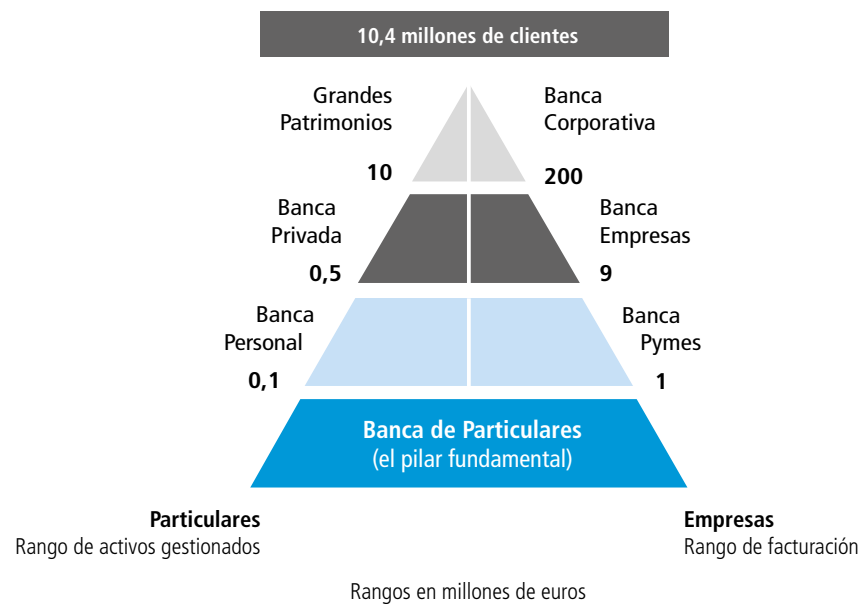 10,4 millones de clientes
Grandes
Patrimonios
Banca
Corporativa
10
200
Banca
Privada
Banca
Empresas
0,5
9
Banca
Personal
Banca
Pymes
0,1
1
Banca de Particulares
(el pilar fundamental)
Particulares
Rango de activos gestionados
Empresas
Rango de facturación
Rangos en millones de euros